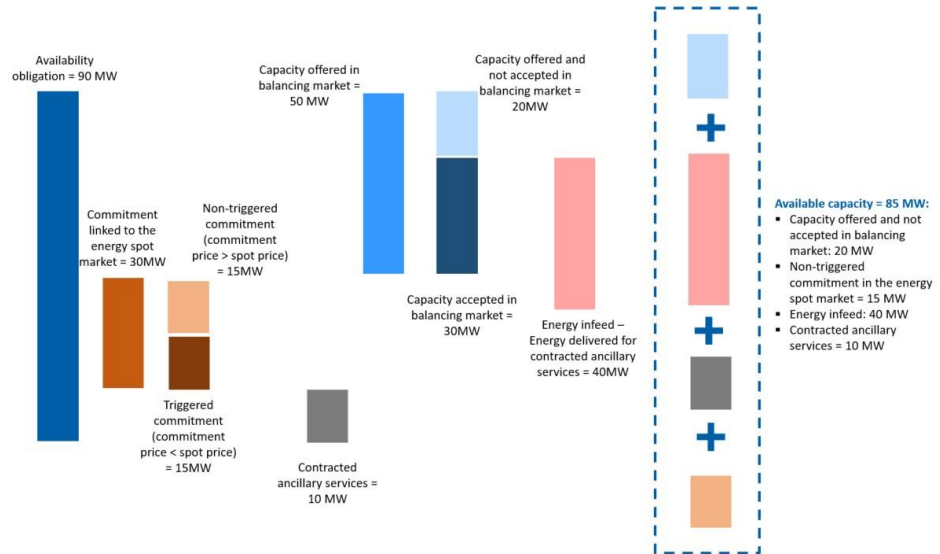 Availability
obligation = 90 MW
Commitment
linked to the
energy spot
market = 30MW
Non-triggered
commitment
(commitment
price > spot price)
= 15MW
Triggered
commitment
(commitment
price < spot price)
= 15MW
Contracted
ancillary services =
10 MW
Capacity offered in
balancing market =
50 MW
Capacity offered and
not accepted in
balancing market =
20MW
Capacity accepted in
balancing market =
30MW
Energy infeed –
Energy delivered for
contracted ancillary
services = 40MW
Available capacity = 85 MW:
▪ Capacity offered and not
accepted in balancing
market: 20 MW
▪ Non-triggered
commitment in the energy
spot market = 15 MW
▪ Energy infeed: 40 MW
▪ Contracted ancillary
services = 10 MW